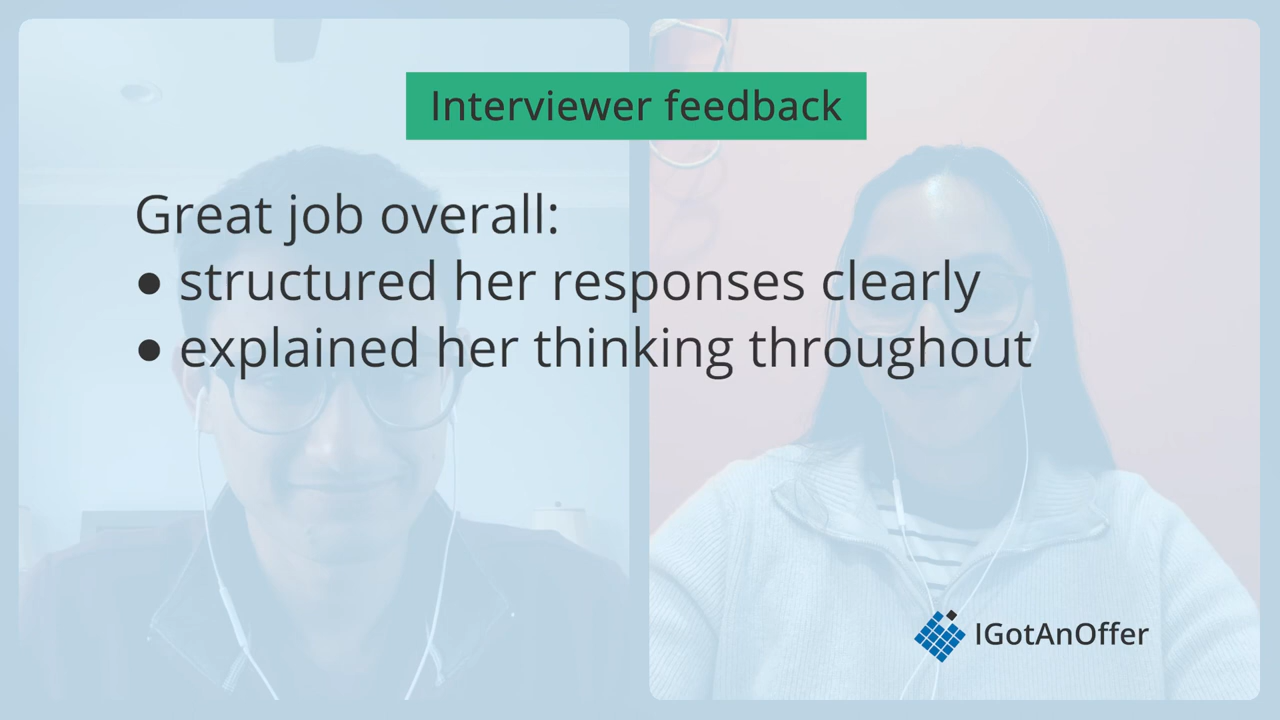 Interviewer feedback
Great job overall:
● structured her responses clearly
● explained her thinking throughout
IGotAnOffer